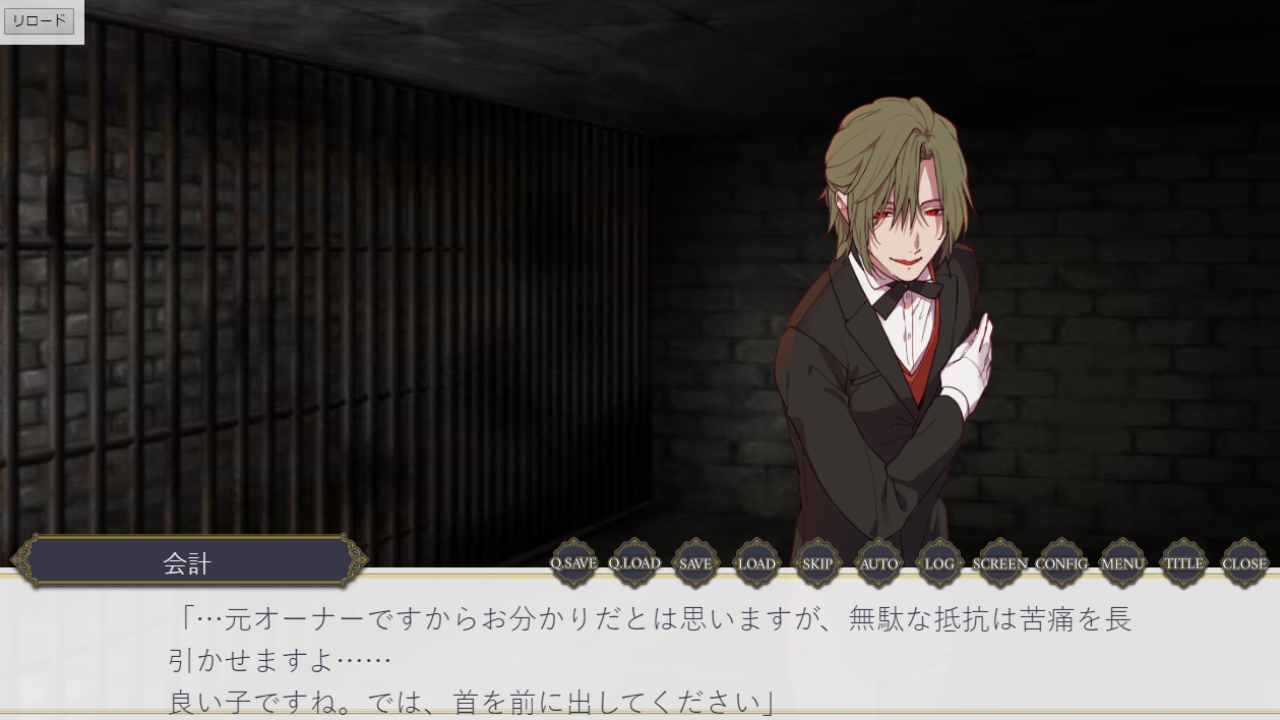 リロード
会計
Q.SAVE Q.LOAD SAVE LOAD SKIP AUTO LOG SCREEN CONFIG MENU TITLE CLOSE
「…元オーナーですからお分かりだとは思いますが、無駄な抵抗は苦痛を長
引かせますよ……
良い子ですね。では、首を前に出してください」